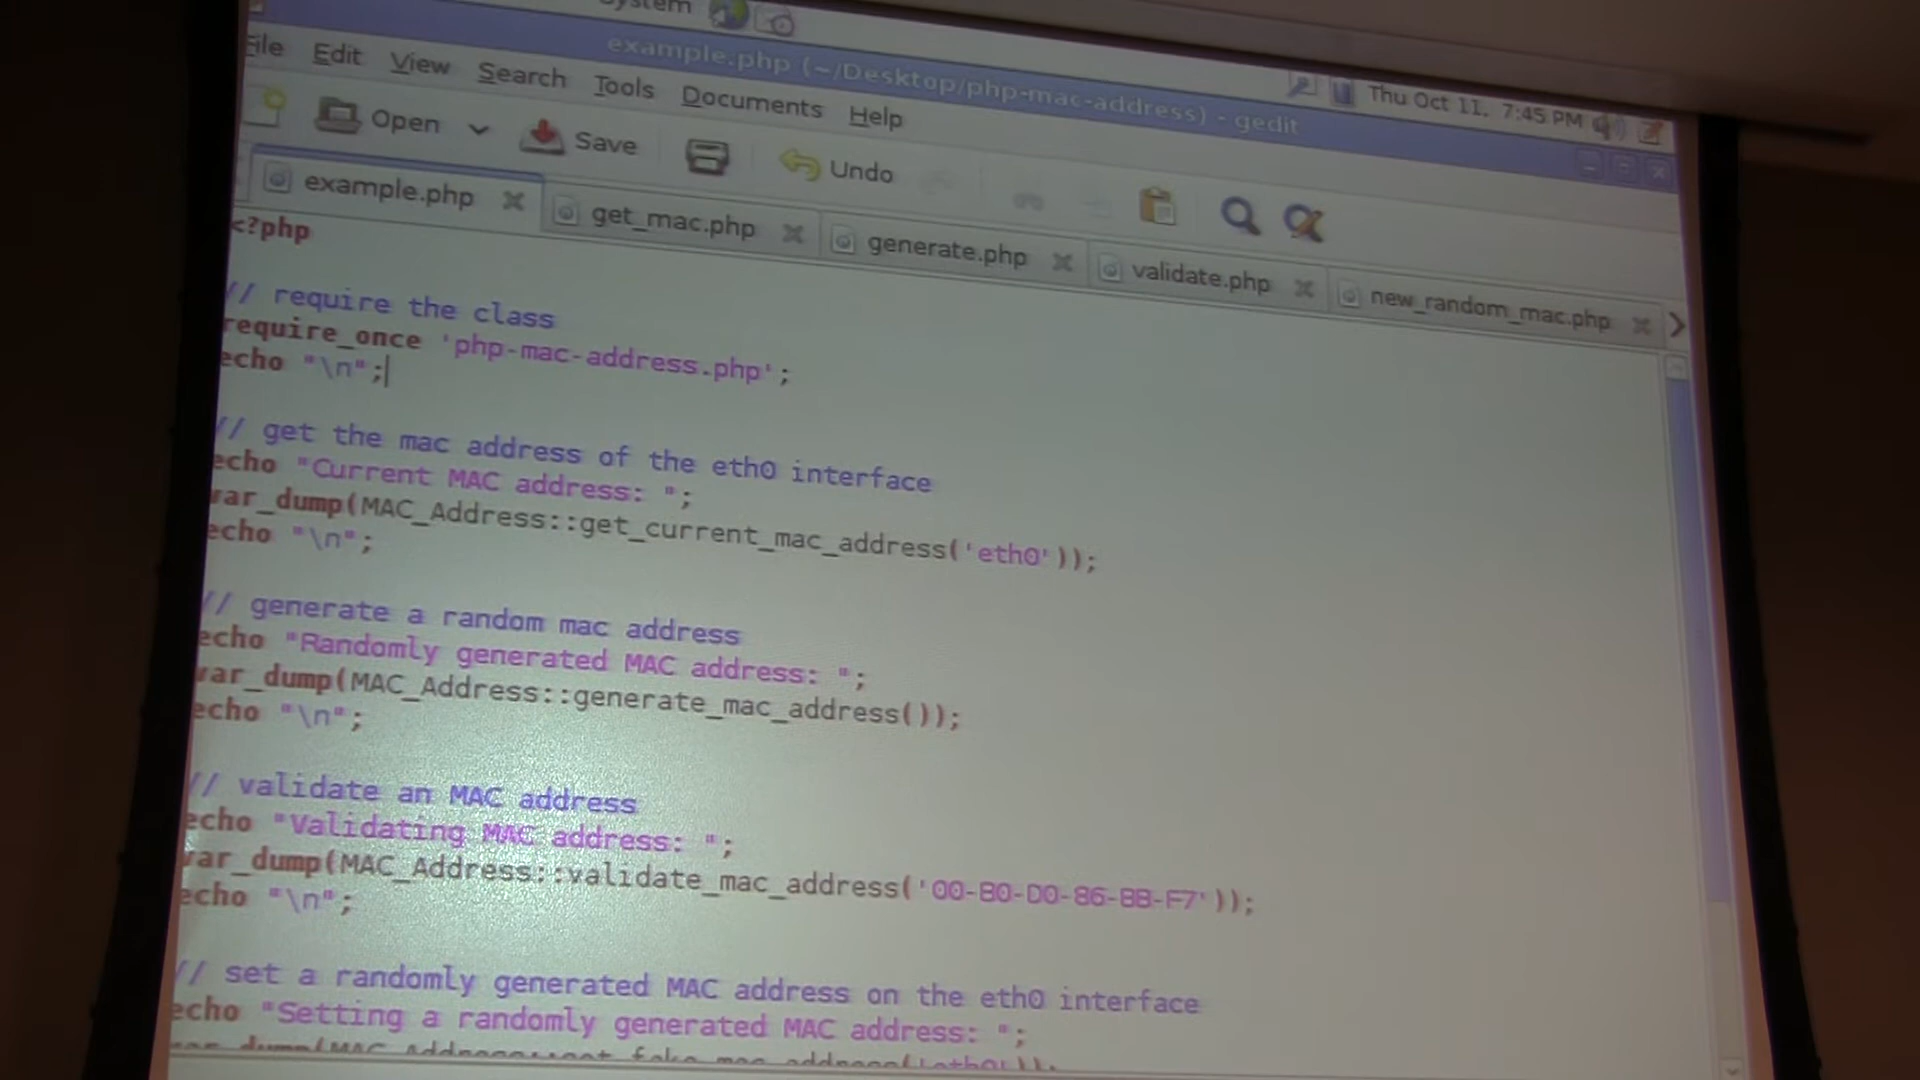 System
example.php (~/Desktop/php-mac-address) - gedit
Thu Oct 11, 7:45 PM
File Edit View Search Tools Documents Help
Open Save Undo
example.php get_mac.php generate.php validate.php new_random_mac.php
<?php
// require the class
require_once 'php-mac-address.php';
echo "\n";
// get the mac address of the eth0 interface
echo "Current MAC address: ";
var_dump(MAC_Address::get_current_mac_address('eth0'));
echo "\n";
// generate a random mac address
echo "Randomly generated MAC address: ";
var_dump(MAC_Address::generate_mac_address());
echo "\n";
// validate an MAC address
echo "Validating MAC address: ";
var_dump(MAC_Address::validate_mac_address('00-B0-D0-86-BB-F7'));
echo "\n";
// set a randomly generated MAC address on the eth0 interface
echo "Setting a randomly generated MAC address: ";
var_dump(MAC_Address::set_fake_mac_address('eth0'));